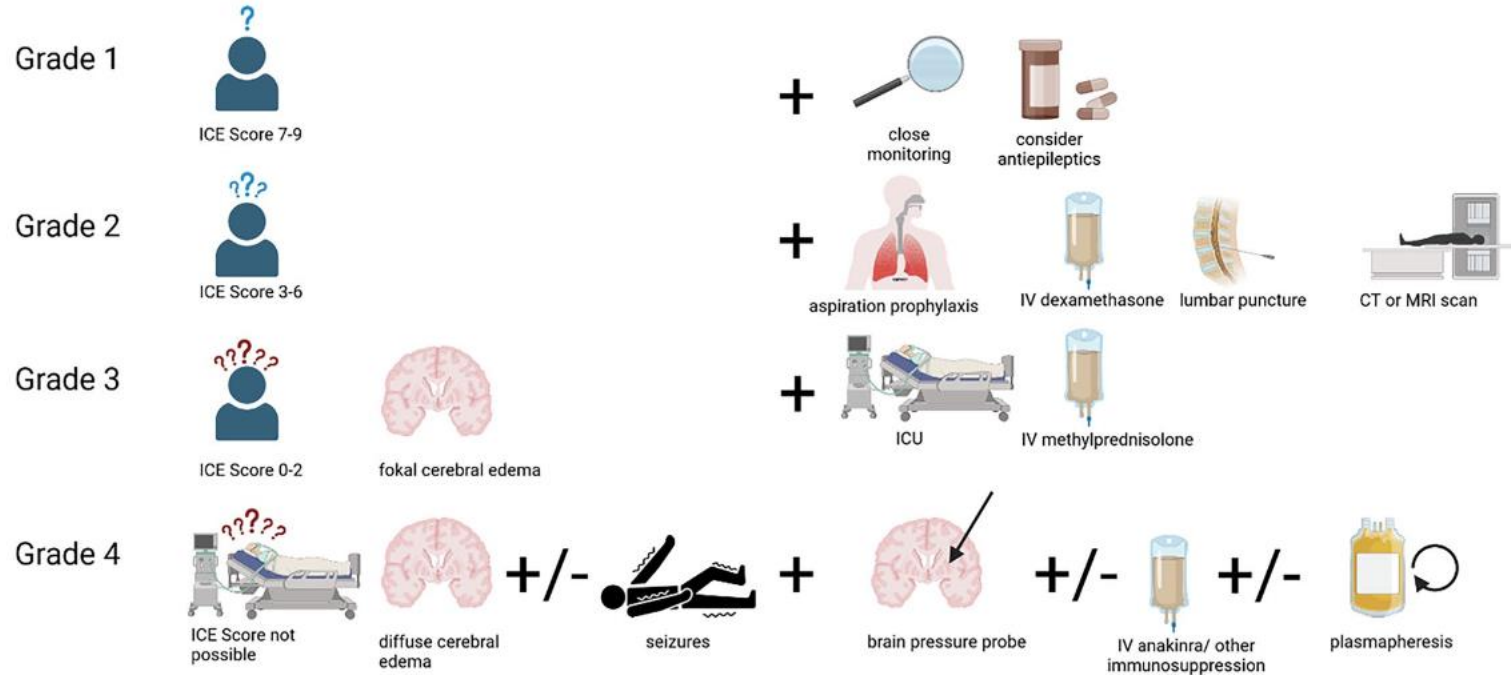 Grade 1
?
ICE Score 7-9
+
close
monitoring
consider
antiepileptics
Grade 2
???
ICE Score 3-6
+
aspiration prophylaxis
IV dexamethasone
lumbar puncture
CT or MRI scan
Grade 3
?????
ICE Score 0-2
fokal cerebral edema
+
ICU
IV methylprednisolone
Grade 4
?????
ICE Score not
possible
diffuse cerebral
edema
+/-
seizures
+
brain pressure probe
+/-
IV anakinra/ other
immunosuppression
+/-
plasmapheresis